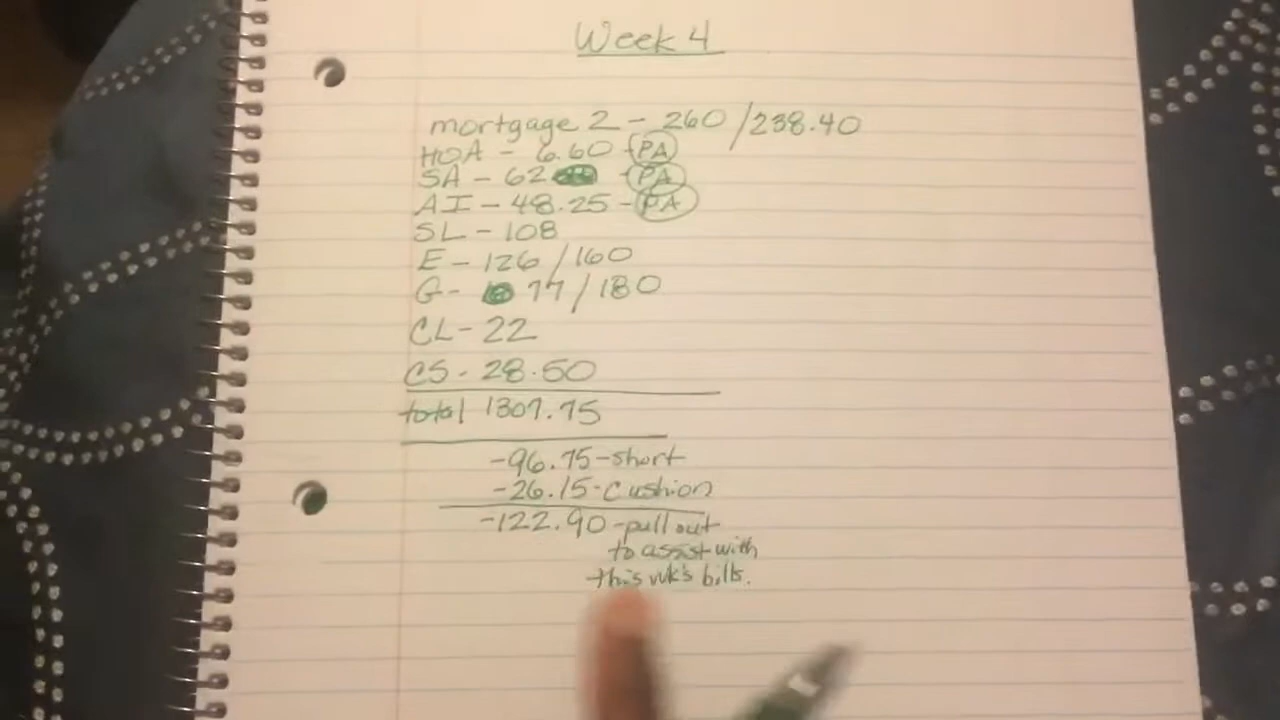 Week 4
mortgage 2 - 260 / 238.40
HOA - 6.60 - PA
SA - 62 - PA
AI - 48.25 - PA
SL - 108
E - 126 / 160
G - 77 / 180
CL - 22
CS - 28.50
total 1307.75
-96.75 - short
-26.15 - cushion
-122.90 - pull out
to assist with
this wk's bills.